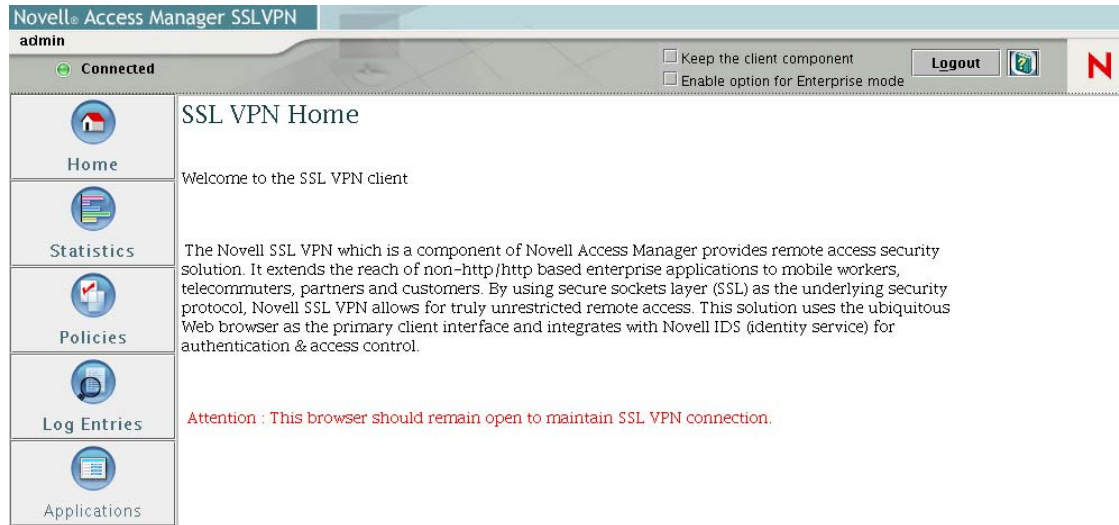 Novell® Access Manager SSLVPN
admin
Connected
Keep the client component
Enable option for Enterprise mode
Logout
N
Home
Statistics
Policies
Log Entries
Applications
SSL VPN Home
Welcome to the SSL VPN client
The Novell SSL VPN which is a component of Novell Access Manager provides remote access security
solution. It extends the reach of non-http/http based enterprise applications to mobile workers,
telecommuters, partners and customers. By using secure sockets layer (SSL) as the underlying security
protocol, Novell SSL VPN allows for truly unrestricted remote access. This solution uses the ubiquitous
Web browser as the primary client interface and integrates with Novell IDS (identity service) for
authentication & access control.
Attention : This browser should remain open to maintain SSL VPN connection.